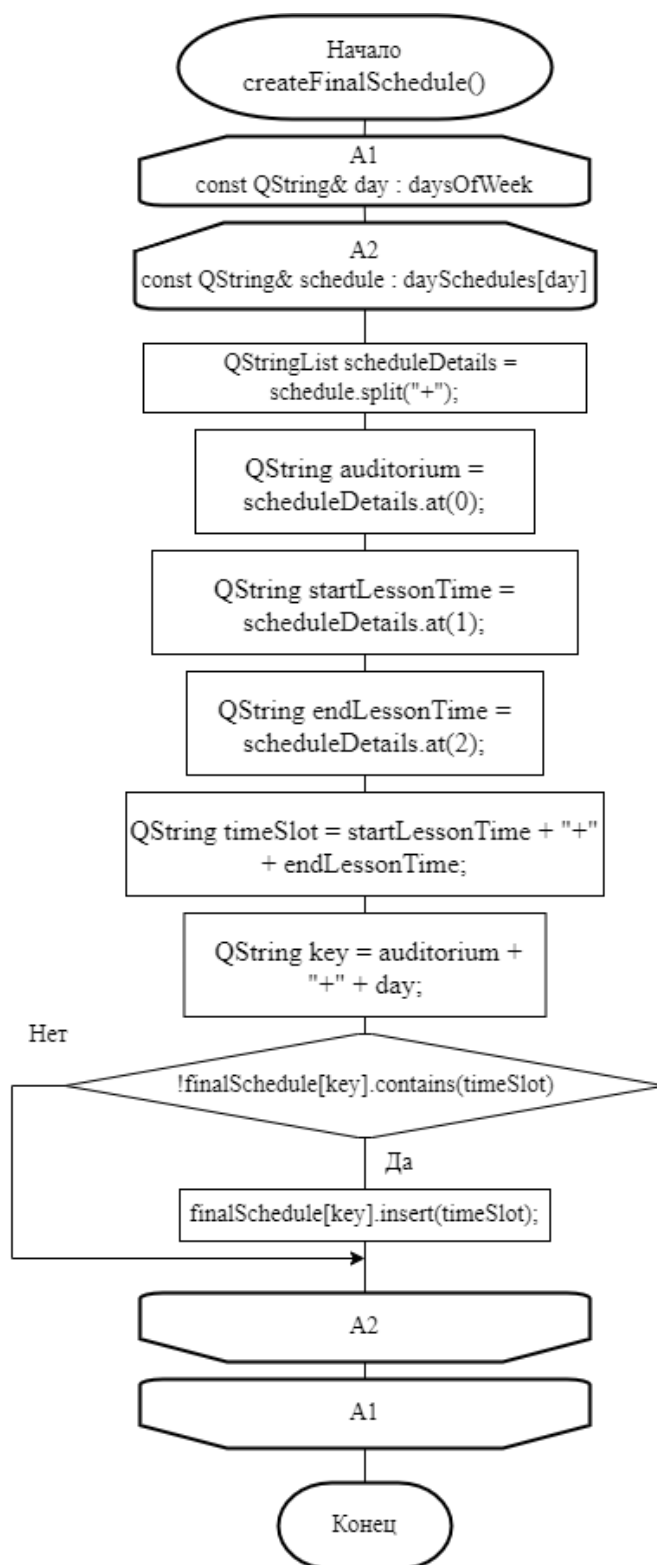 Начало
createFinalSchedule()
A1
const QString& day : daysOfWeek
A2
const QString& schedule : daySchedules[day]
QStringList scheduleDetails =
schedule.split("+");
QString auditorium =
scheduleDetails.at(0);
QString startLessonTime =
scheduleDetails.at(1);
QString endLessonTime =
scheduleDetails.at(2);
QString timeSlot = startLessonTime + "+"
+ endLessonTime;
QString key = auditorium +
"+" + day;
Нет
!finalSchedule[key].contains(timeSlot)
Да
finalSchedule[key].insert(timeSlot);
A2
A1
Конец